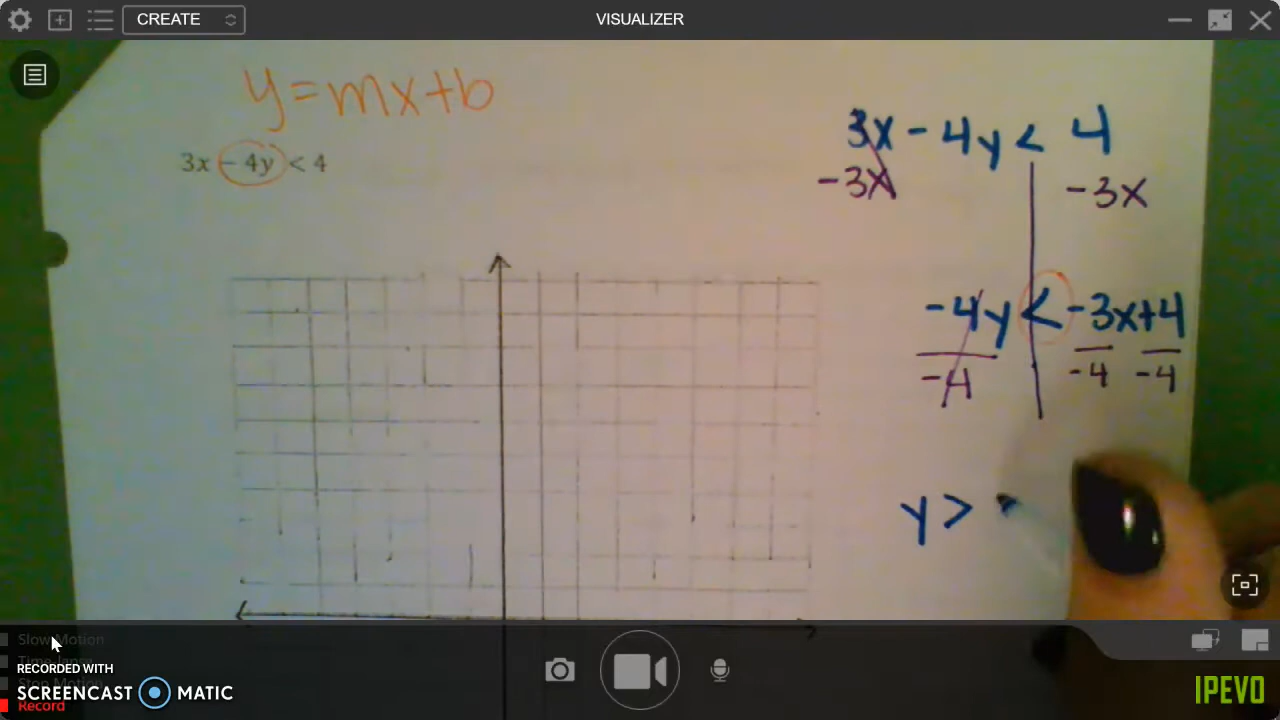 CREATE VISUALIZER
y=mx+b
3x - 4y < 4
3x - 4y < 4
-3x -3x
-4y < -3x+4
-4 -4 -4
y >
Slow Motion
RECORDED WITH
SCREENCAST MATIC
Record
IPEVO